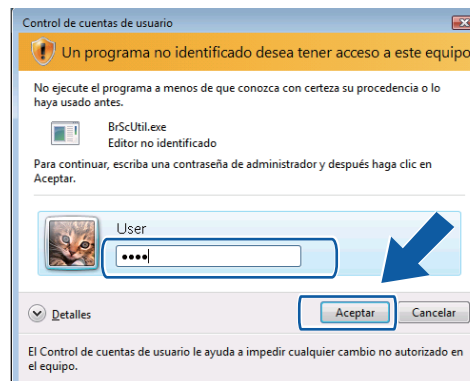 Control de cuentas de usuario
Un programa no identificado desea tener acceso a este equipo
No ejecute el programa a menos de que conozca con certeza su procedencia o lo
haya usado antes.
BrScUtil.exe
Editor no identificado
Para continuar, escriba una contraseña de administrador y después haga clic en
Aceptar.
User
••••
Detalles
Aceptar
Cancelar
El Control de cuentas de usuario le ayuda a impedir cualquier cambio no autorizado en
el equipo.